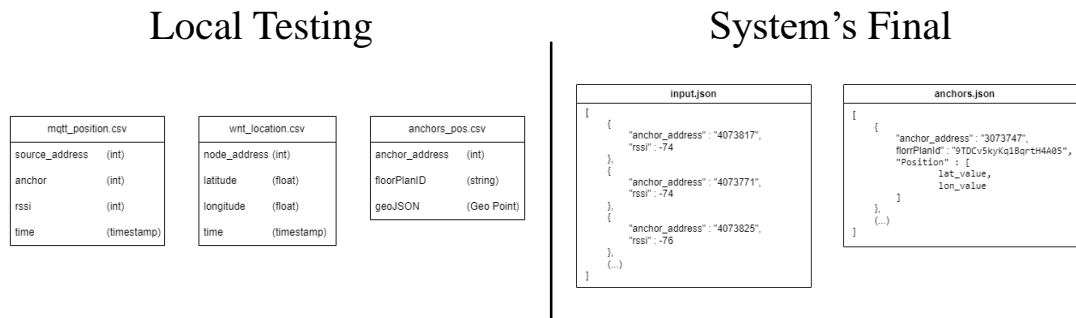 Local Testing
System's Final
mqtt_position.csv
source_address (int)
anchor (int)
rssi (int)
time (timestamp)
wnt_location.csv
node_address (int)
latitude (float)
longitude (float)
time (timestamp)
anchors_pos.csv
anchor_address (int)
floorPlanID (string)
geoJSON (Geo Point)
input.json
[
{
"anchor_address" : "4073817",
"rssi" : -74
},
{
"anchor_address" : "4073771",
"rssi" : -74
},
{
"anchor_address" : "4073825",
"rssi" : -76
},
(...)
]
anchors.json
[
{
"anchor_address" : "3073747",
"florrPlanId" : "9TDCv5kyKq1BqrtH4A05",
"Position" : [
lat_value,
lon_value
]
},
(...)
]